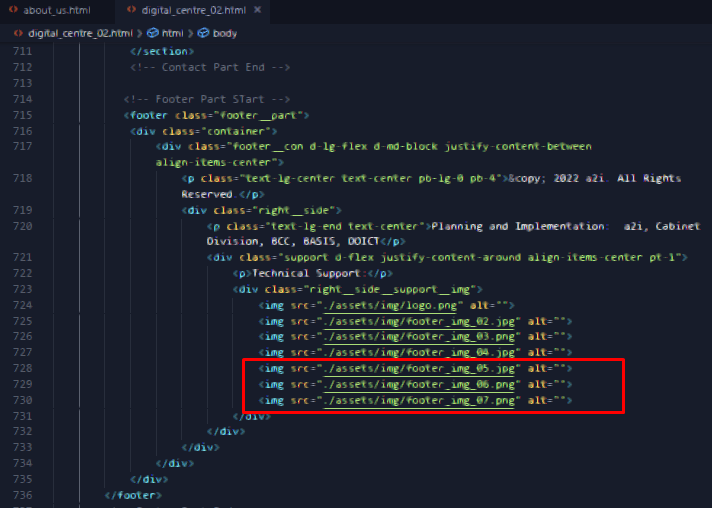 about_us.html digital_centre_02.html ×
digital_centre_02.html > html > body
711 </section>
712 <!-- Contact Part End -->
713
714 <!-- Footer Part STart -->
715 <footer class="footer__part">
716 <div class="container">
717 <div class="footer__con d-lg-flex d-md-block justify-content-between
align-items-center">
718 <p class="text-lg-center text-center pb-lg-0 pb-4">&copy; 2022 a2i. All Rights
Reserved.</p>
719 <div class="right__side">
720 <p class="text-lg-end text-center">Planning and Implementation: a2i, Cabinet
Division, BCC, BASIS, DOICT</p>
721 <div class="support d-flex justify-content-around align-items-center pt-1">
722 <p>Technical Support:</p>
723 <div class="right__side__support__img">
724 <img src="./assets/img/logo.png" alt="">
725 <img src="./assets/img/footer_img_02.jpg" alt="">
726 <img src="./assets/img/footer_img_03.png" alt="">
727 <img src="./assets/img/footer_img_04.jpg" alt="">
728 <img src="./assets/img/footer_img_05.jpg" alt="">
729 <img src="./assets/img/footer_img_06.png" alt="">
730 <img src="./assets/img/footer_img_07.png" alt="">
731 </div>
732 </div>
733 </div>
734 </div>
735 </div>
736 </footer>